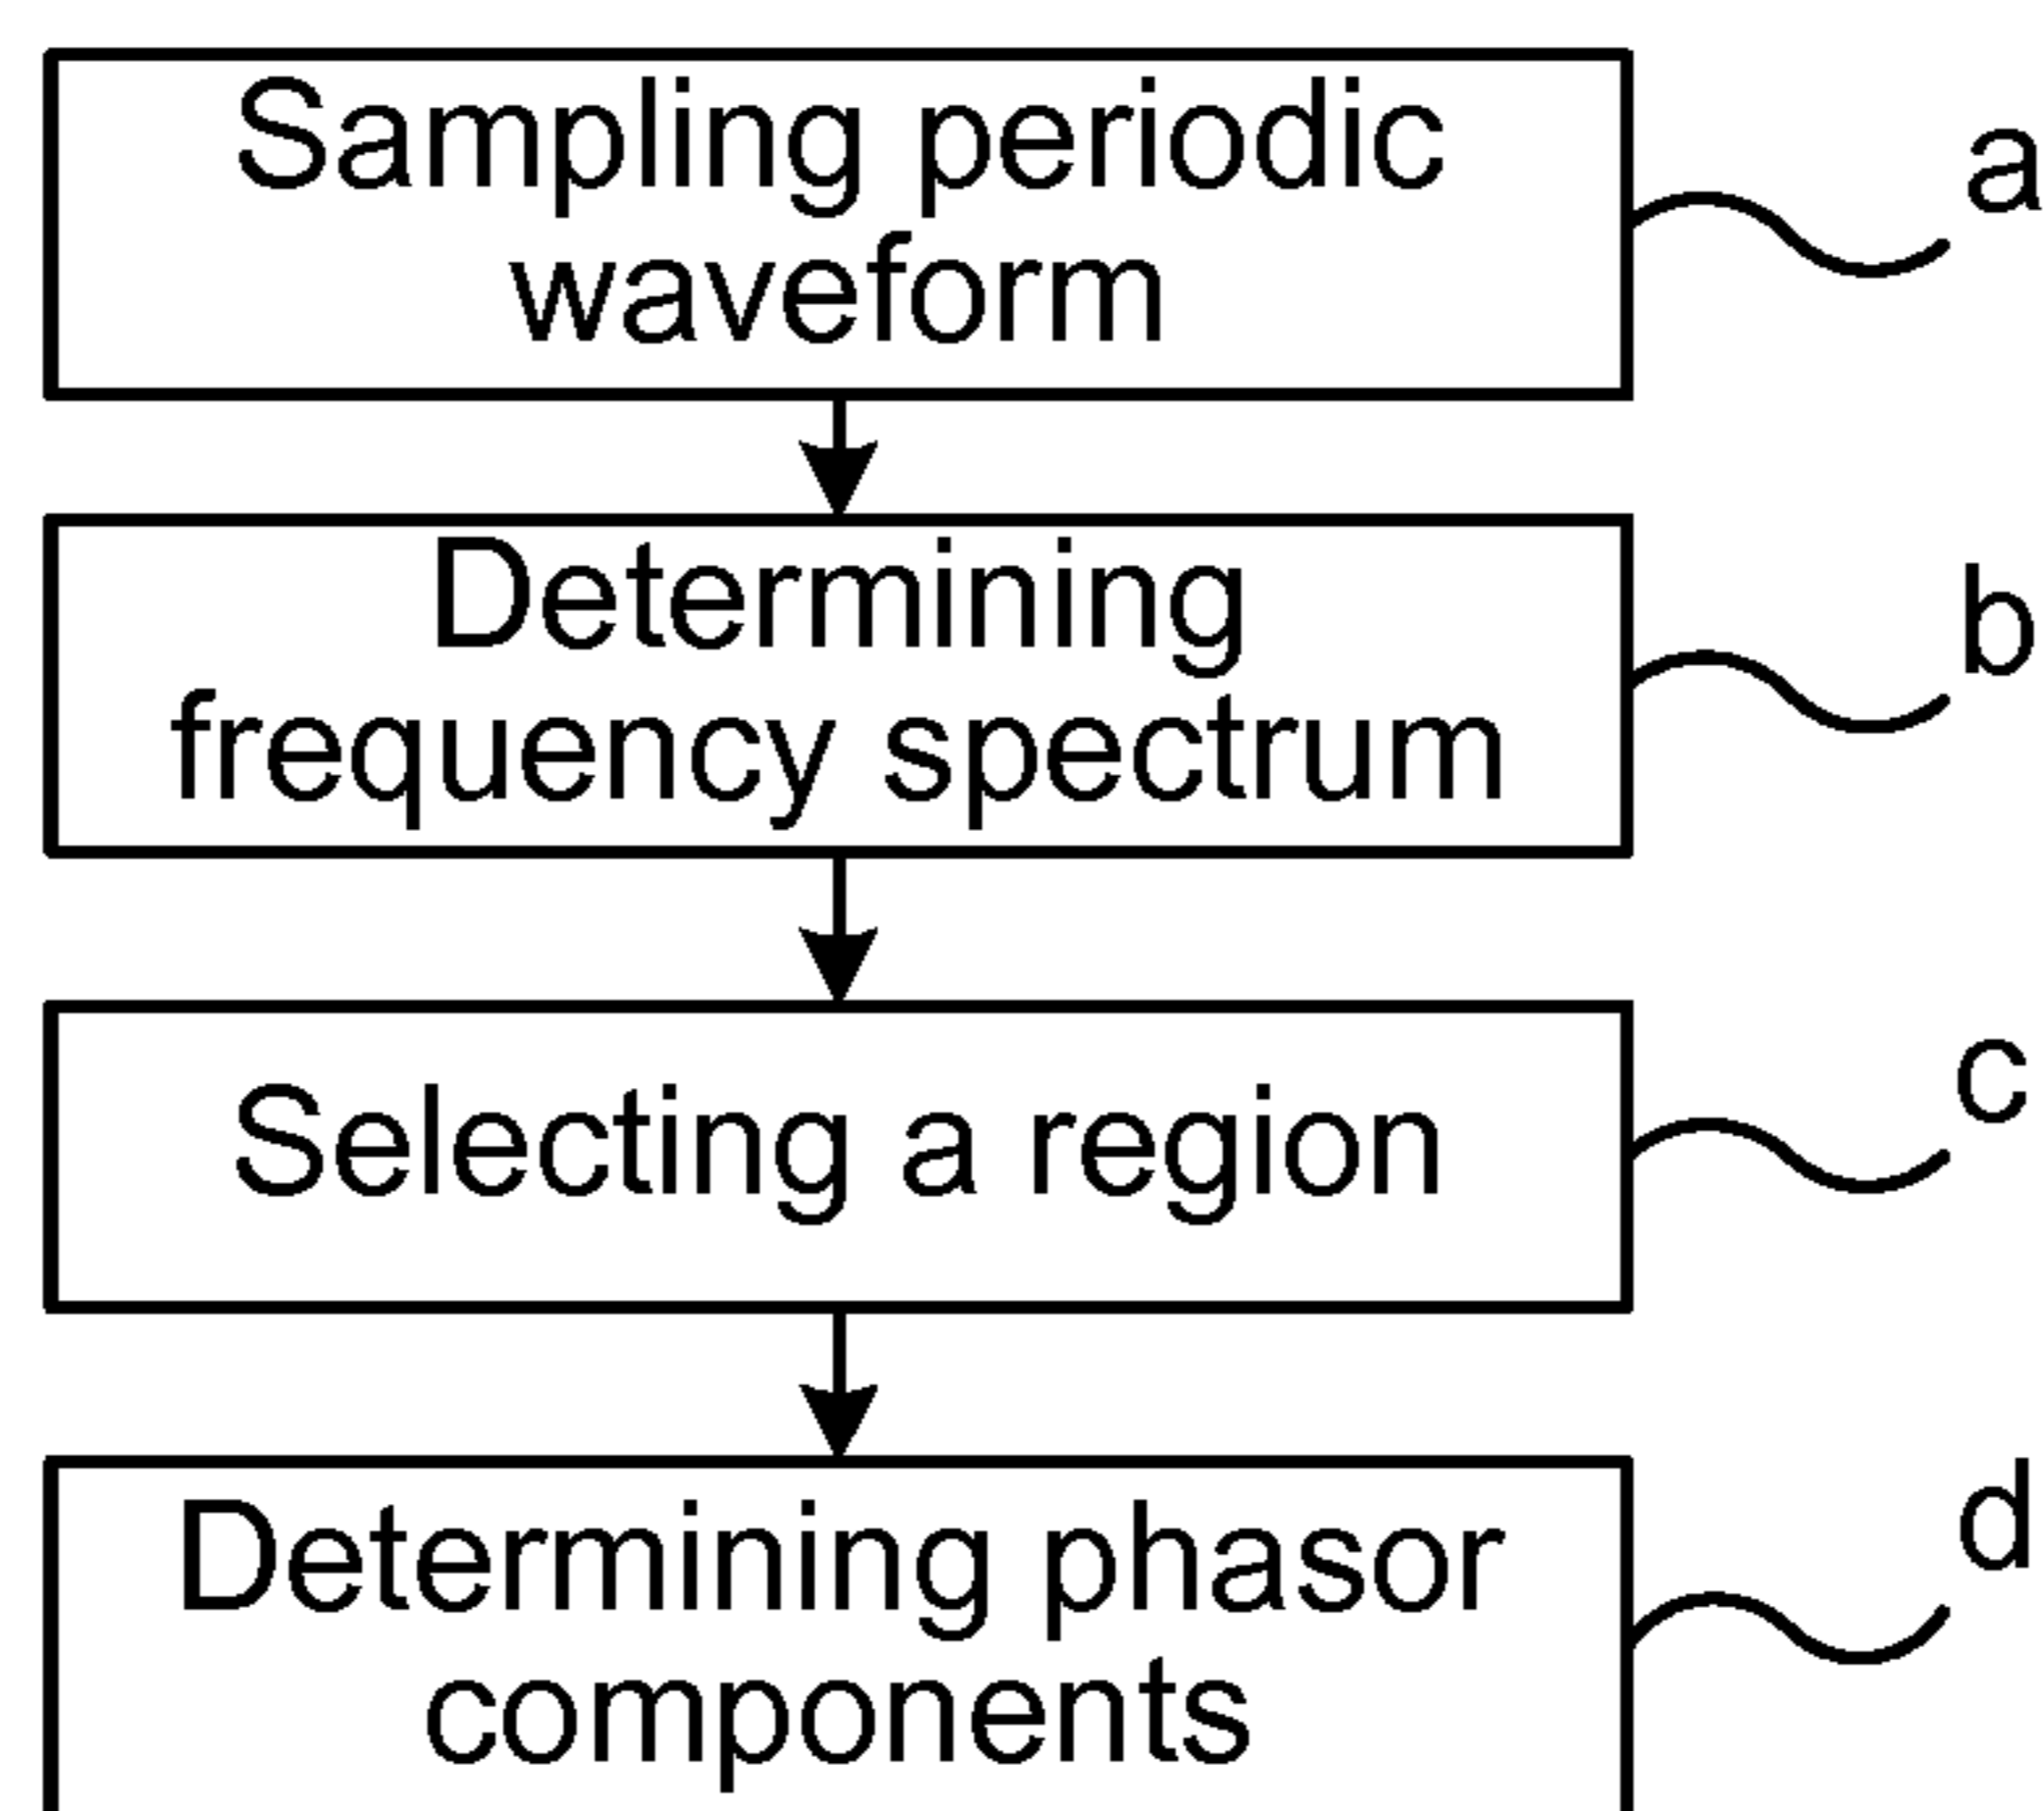 Sampling periodic
waveform
a
Determining
frequency spectrum
b
Selecting a region
c
Determining phasor
components
d